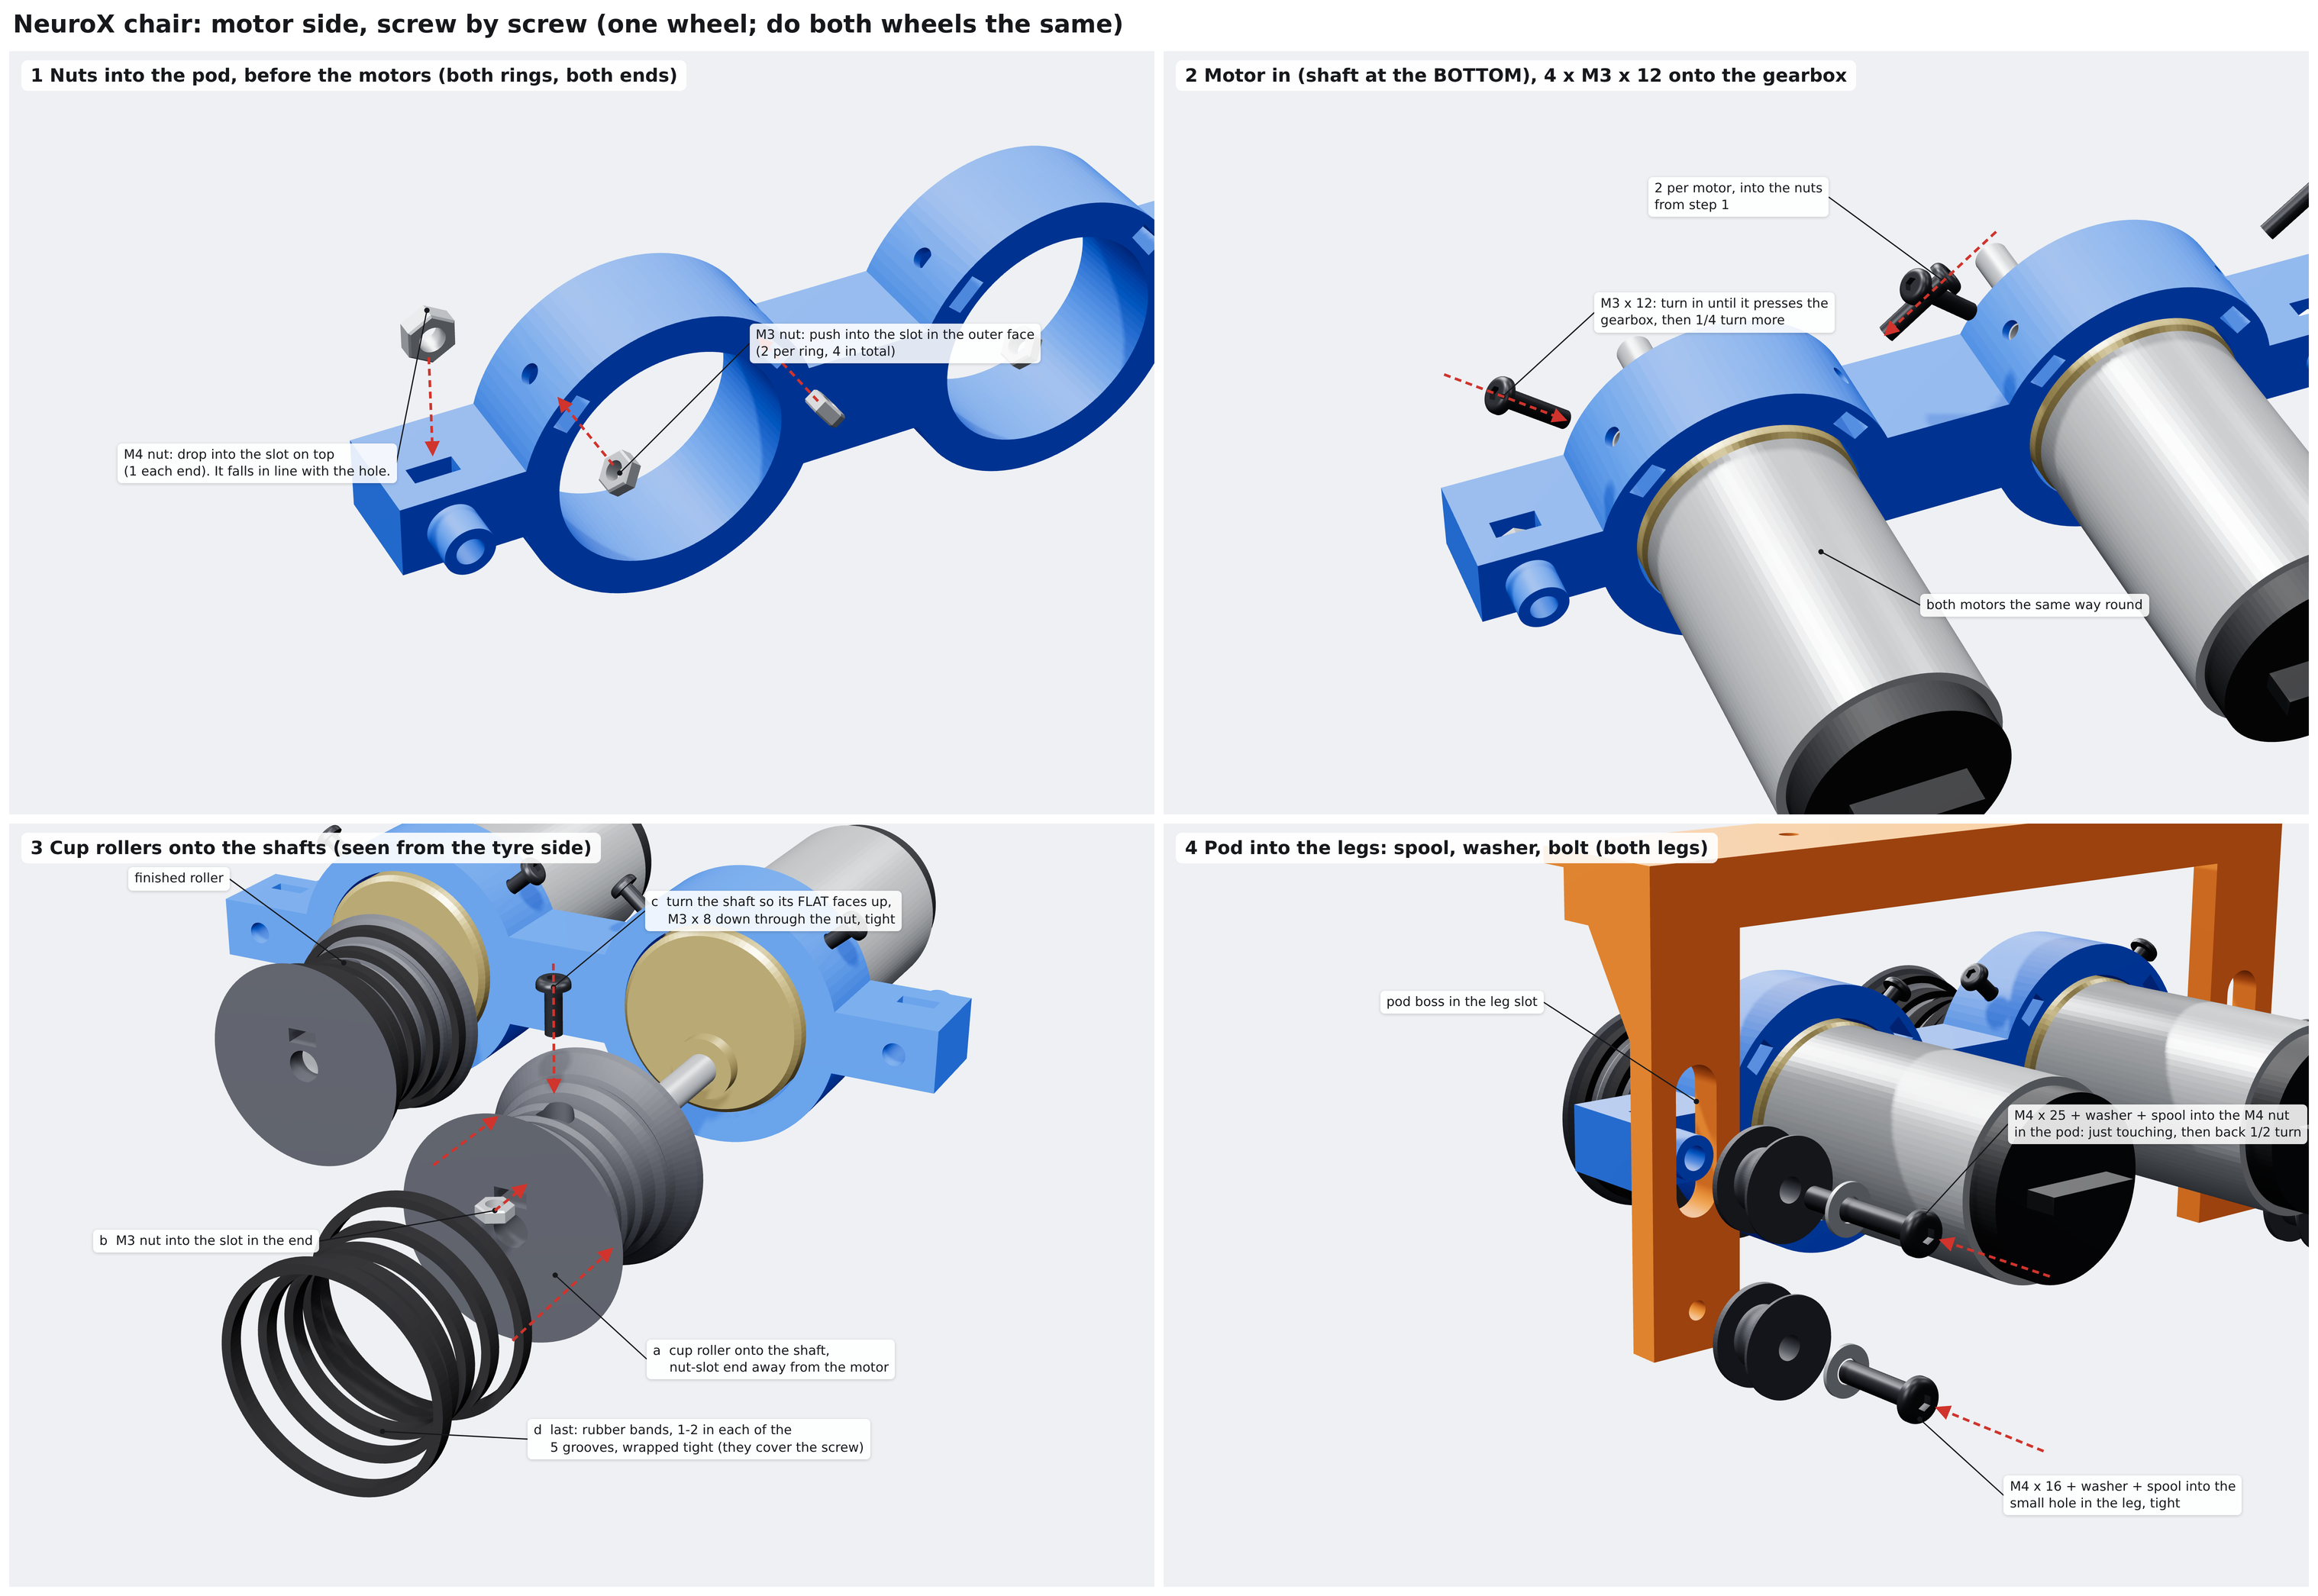 NeuroX chair: motor side, screw by screw (one wheel; do both wheels the same)
1 Nuts into the pod, before the motors (both rings, both ends)
M3 nut: push into the slot in the outer face
(2 per ring, 4 in total)
M4 nut: drop into the slot on top
(1 each end). It falls in line with the hole.
2 Motor in (shaft at the BOTTOM), 4 x M3 x 12 onto the gearbox
2 per motor, into the nuts
from step 1
M3 x 12: turn in until it presses the
gearbox, then 1/4 turn more
both motors the same way round
3 Cup rollers onto the shafts (seen from the tyre side)
finished roller
c turn the shaft so its FLAT faces up,
M3 x 8 down through the nut, tight
b M3 nut into the slot in the end
a cup roller onto the shaft,
nut-slot end away from the motor
d last: rubber bands, 1-2 in each of the
5 grooves, wrapped tight (they cover the screw)
4 Pod into the legs: spool, washer, bolt (both legs)
pod boss in the leg slot
M4 x 25 + washer + spool into the M4 nut
in the pod: just touching, then back 1/2 turn
M4 x 16 + washer + spool into the
small hole in the leg, tight